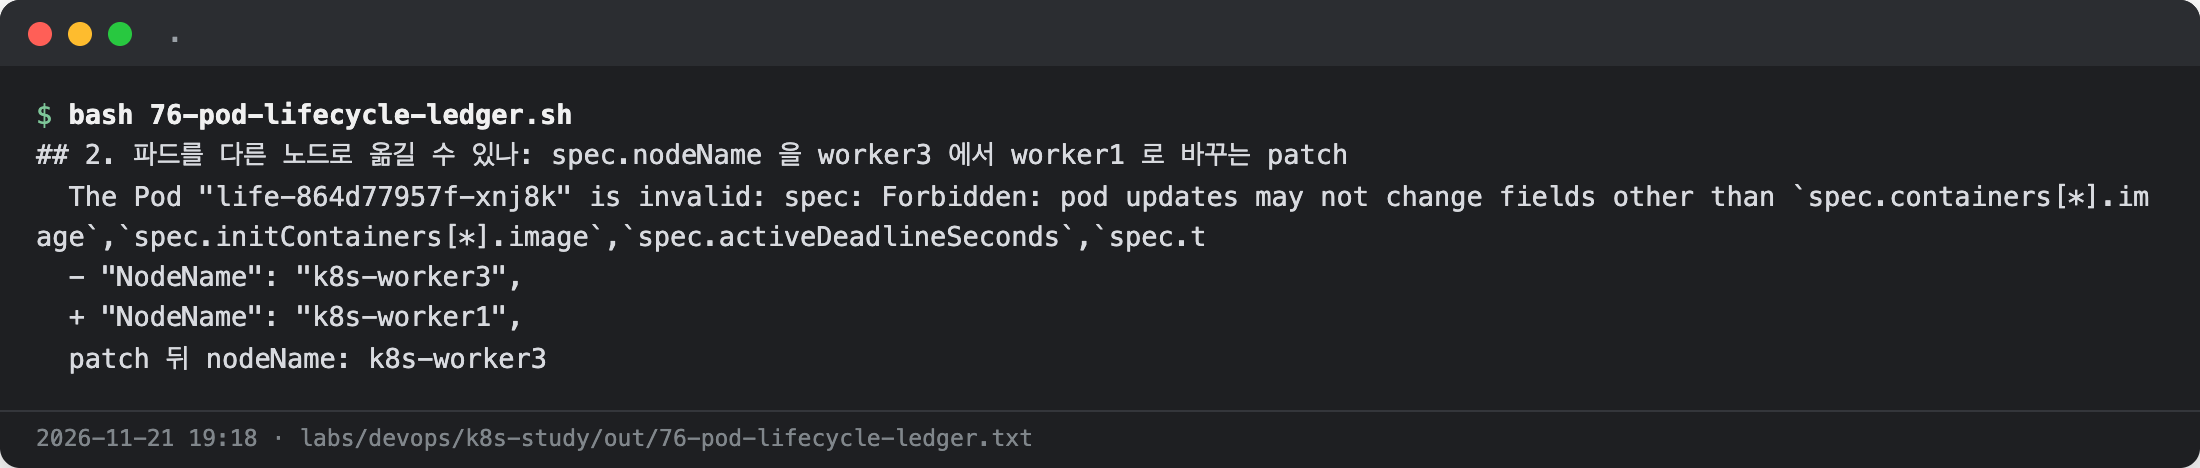 .
$ bash 76-pod-lifecycle-ledger.sh
## 2. 파드를 다른 노드로 옮길 수 있나: spec.nodeName 을 worker3 에서 worker1 로 바꾸는 patch
The Pod "life-864d77957f-xnj8k" is invalid: spec: Forbidden: pod updates may not change fields other than `spec.containers[*].im
age`,`spec.initContainers[*].image`,`spec.activeDeadlineSeconds`,`spec.t
- "NodeName": "k8s-worker3",
+ "NodeName": "k8s-worker1",
patch 뒤 nodeName: k8s-worker3
2026-11-21 19:18 · labs/devops/k8s-study/out/76-pod-lifecycle-ledger.txt